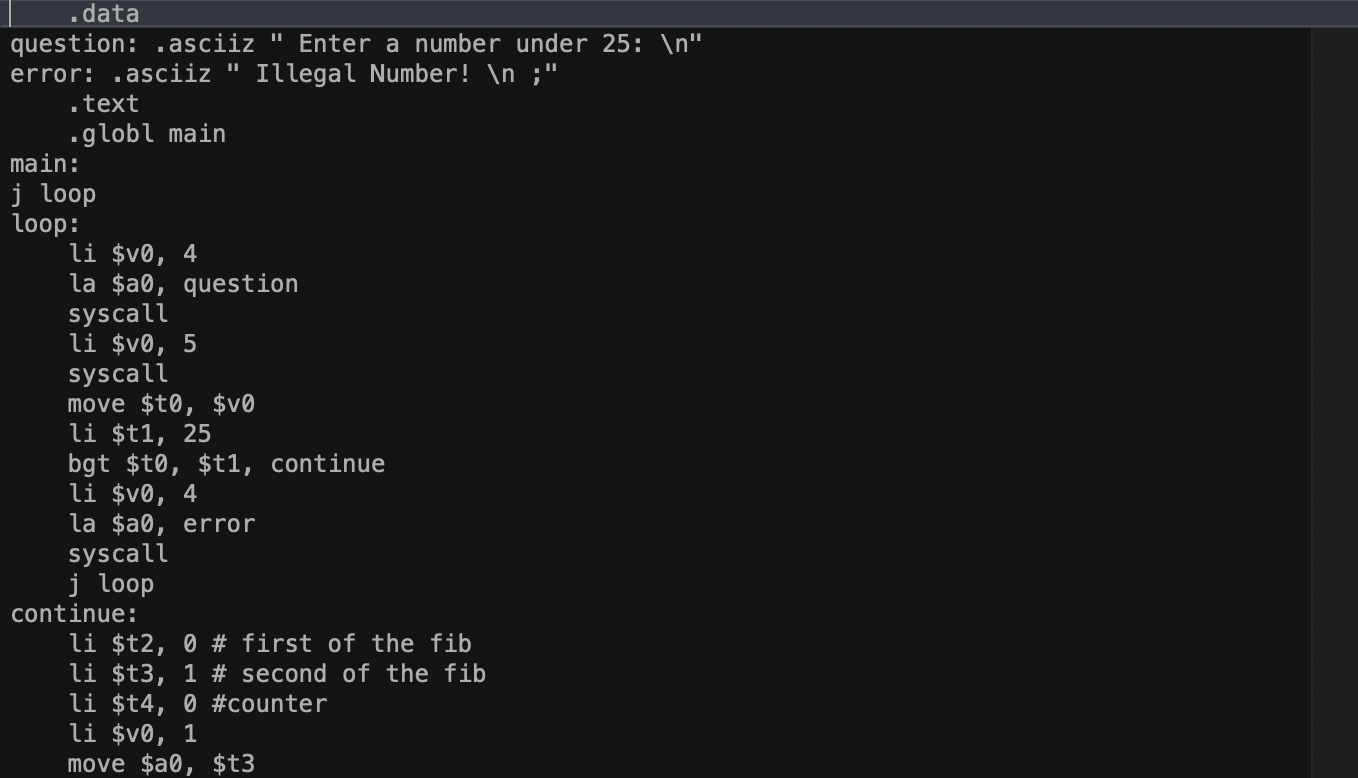 .data
question: .asciiz " Enter a number under 25: \n"
error: .asciiz " Illegal Number! \n ;"
    .text
    .globl main
main:
j loop
loop:
    li $v0, 4
    la $a0, question
    syscall
    li $v0, 5
    syscall
    move $t0, $v0
    li $t1, 25
    bgt $t0, $t1, continue
    li $v0, 4
    la $a0, error
    syscall
    j loop
continue:
    li $t2, 0 # first of the fib
    li $t3, 1 # second of the fib
    li $t4, 0 #counter
    li $v0, 1
    move $a0, $t3